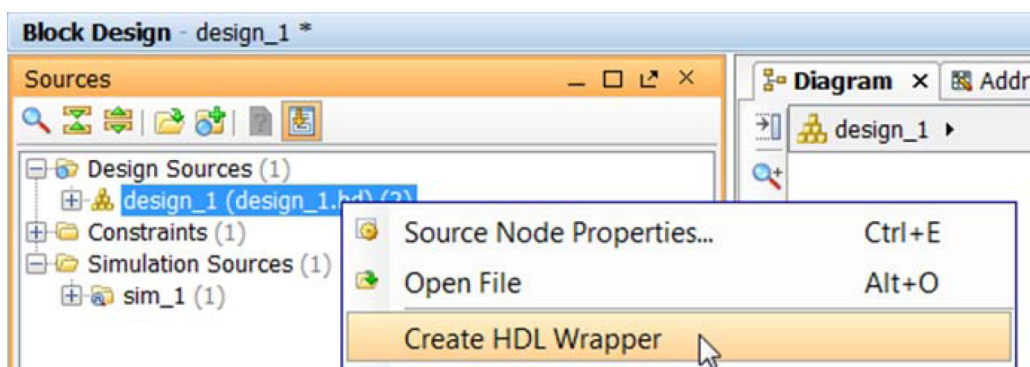 Block Design - design_1 *
Sources
Diagram
design_1
Design Sources (1)
design_1 (design_1.bd) (2)
Constraints (1)
Simulation Sources (1)
sim_1 (1)
Source Node Properties... Ctrl+E
Open File Alt+O
Create HDL Wrapper